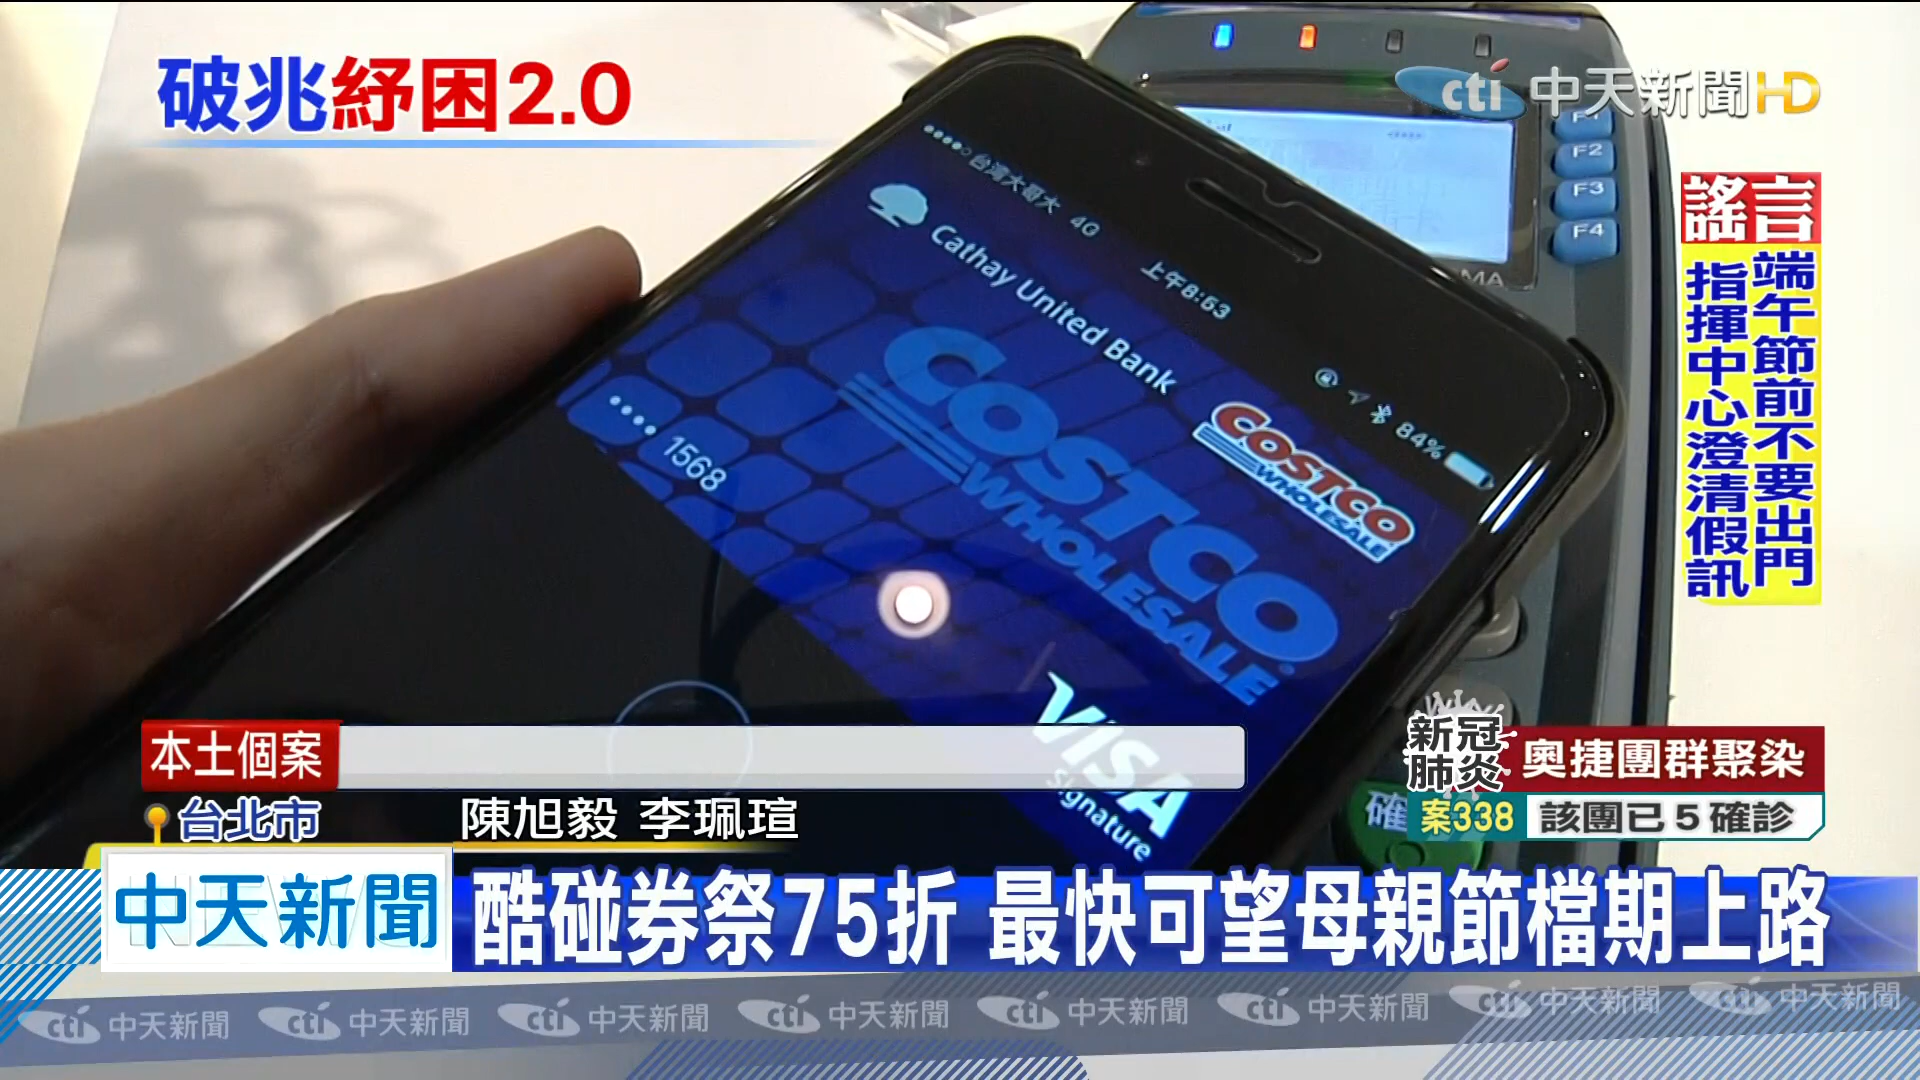 破兆紓困2.0
cti 中天新聞HD
F1
F2
F3
F4
謠言
端午節前不要出門
指揮中心澄清假訊
台灣大哥大 4G
上午8:53
84%
Cathay United Bank
COSTCO
WHOLESALE
COSTCO
WHOLESALE
•••• 1568
VISA
Signature
本土個案
台北市
陳旭毅 李珮瑄
新冠肺炎
奧捷團群聚染
案338 該團已5確診
確
中天新聞
酷碰券祭75折 最快可望母親節檔期上路
cti 中天新聞 cti 中天新聞 cti 中天新聞 cti 中天新聞 cti 中天新聞 cti 中天新聞 cti 中天新聞 cti 中天新聞